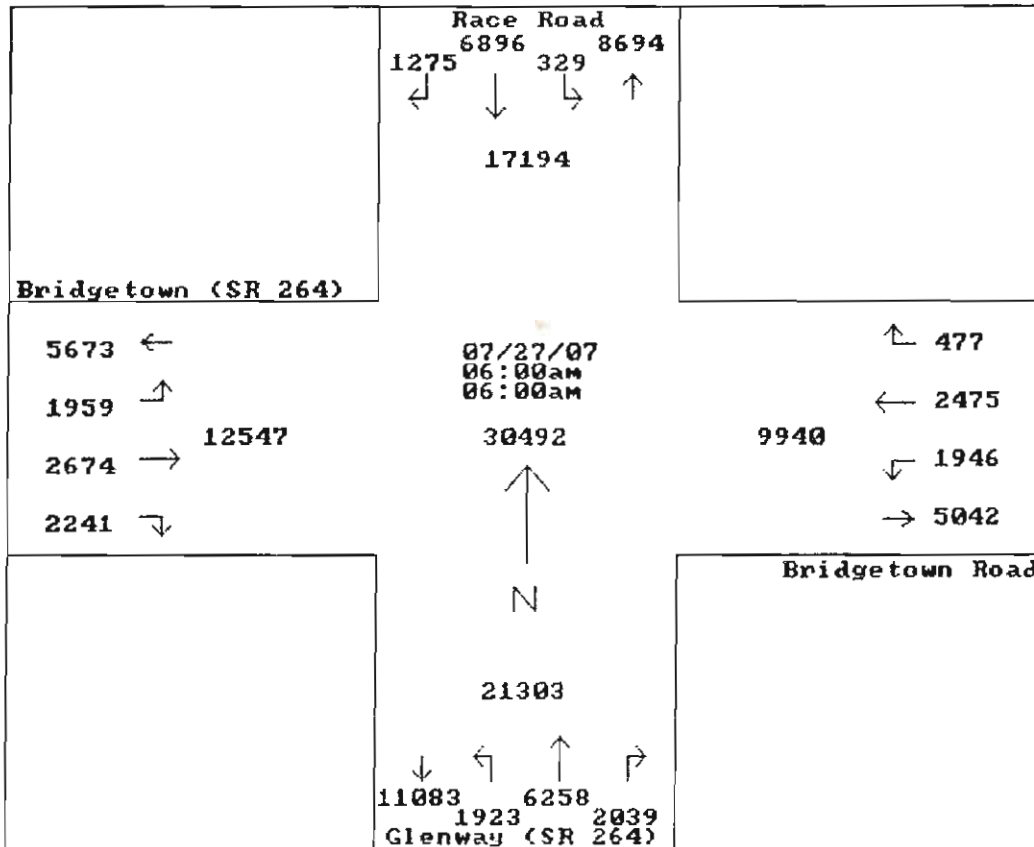 Race Road
6896 8694
1275 329
17194
Bridgetown (SR 264)
5673
1959
12547
2674
2241
07/27/07
06:00am
06:00am
30492
477
2475
9940
1946
5042
Bridgetown Road
N
21303
11083 6258
1923 2039
Glenway (SR 264)